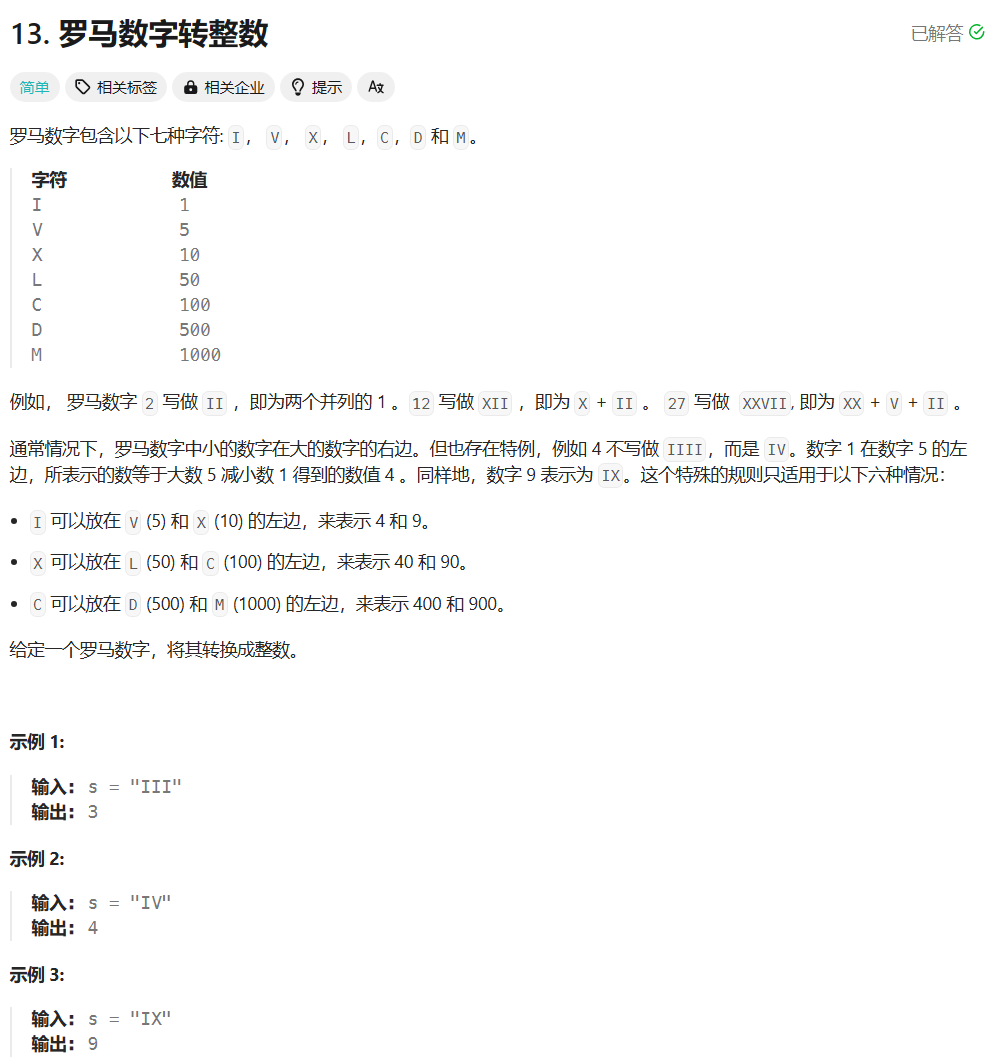 13. 罗马数字转整数
已解答
简单 相关标签 相关企业 提示 Aあ
罗马数字包含以下七种字符: I, V, X, L, C, D 和 M。
字符 数值
I 1
V 5
X 10
L 50
C 100
D 500
M 1000
例如, 罗马数字 2 写做 II ,即为两个并列的 1 。12 写做 XII ,即为 X + II 。 27 写做 XXVII, 即为 XX + V + II 。
通常情况下,罗马数字中小的数字在大的数字的右边。但也存在特例,例如 4 不写做 IIII,而是 IV。数字 1 在数字 5 的左
边,所表示的数等于大数 5 减小数 1 得到的数值 4 。同样地,数字 9 表示为 IX。这个特殊的规则只适用于以下六种情况:
• I 可以放在 V (5) 和 X (10) 的左边,来表示 4 和 9。
• X 可以放在 L (50) 和 C (100) 的左边,来表示 40 和 90。
• C 可以放在 D (500) 和 M (1000) 的左边,来表示 400 和 900。
给定一个罗马数字,将其转换成整数。
示例 1:
输入: s = "III"
输出: 3
示例 2:
输入: s = "IV"
输出: 4
示例 3:
输入: s = "IX"
输出: 9